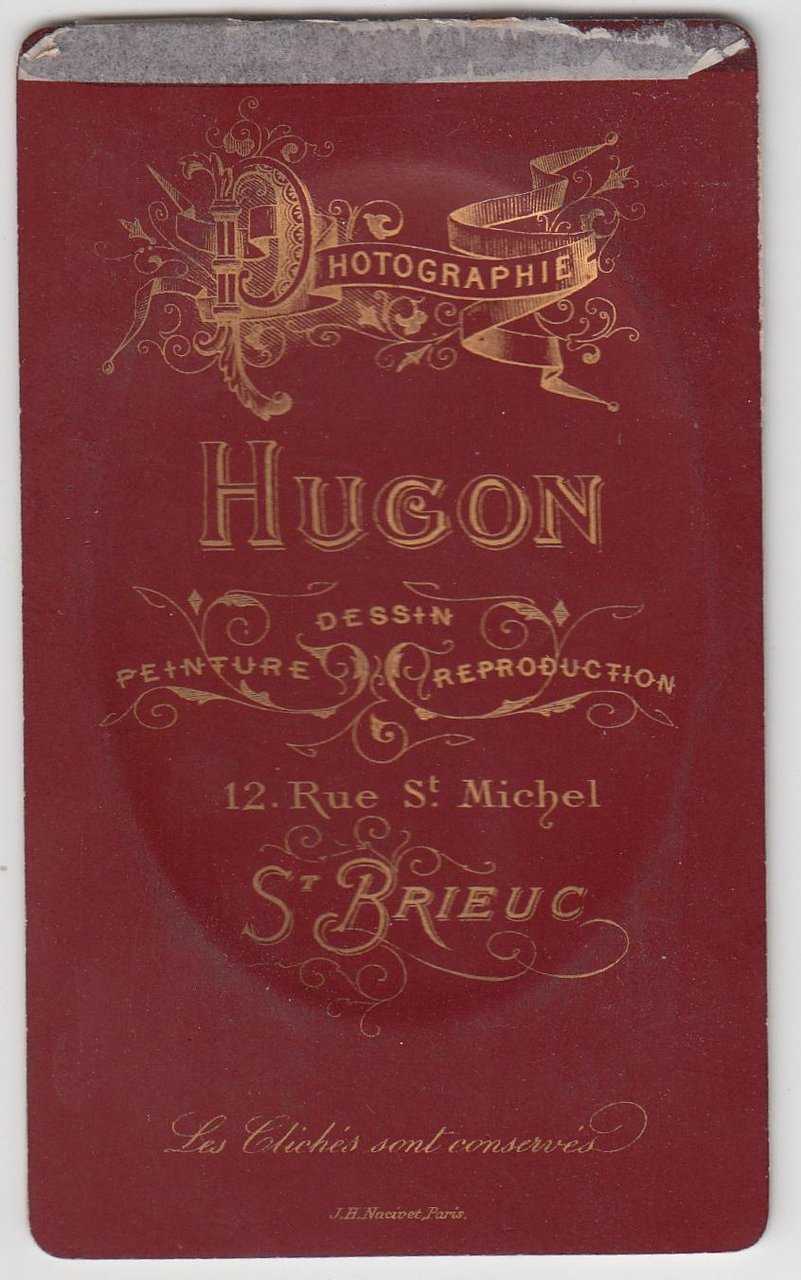 PHOTOGRAPHIE
HUGON
DESSIN
PEINTURE REPRODUCTION
12. Rue St. Michel
ST BRIEUC
Les Clichés sont conservés
J.H. Nacivet, Paris.